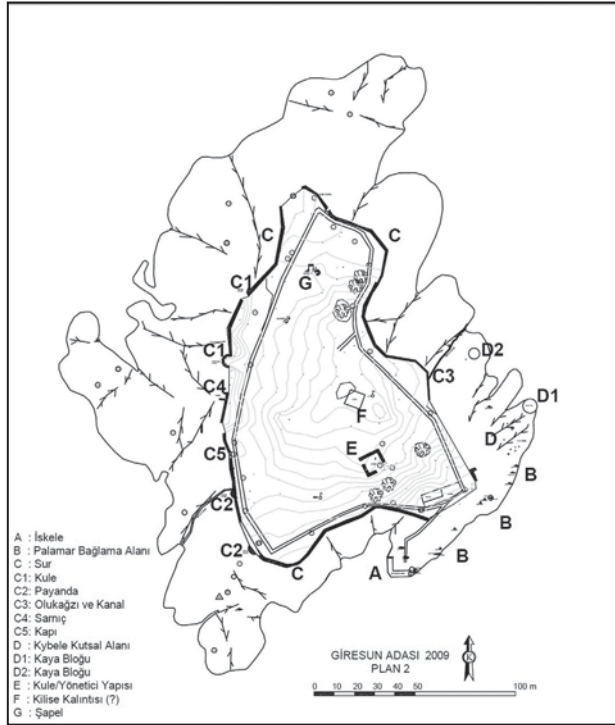 C
C
C1
G
C1
C3
D2
C4
D1
F
D
C5
E
B
C2
B
C2
B
C
A
A : İskele
B : Palamar Bağlama Alanı
C : Sur
C1: Kule
C2: Payanda
C3: Olukağzı ve Kanal
C4: Sarnıç
C5: Kapı
D : Kybele Kutsal Alanı
D1: Kaya Bloğu
D2: Kaya Bloğu
E : Kule/Yönetici Yapısı
F : Kilise Kalıntısı (?)
G : Şapel
GİRESUN ADASI 2009
PLAN 2
K
0 10 20 30 40 50 100 m